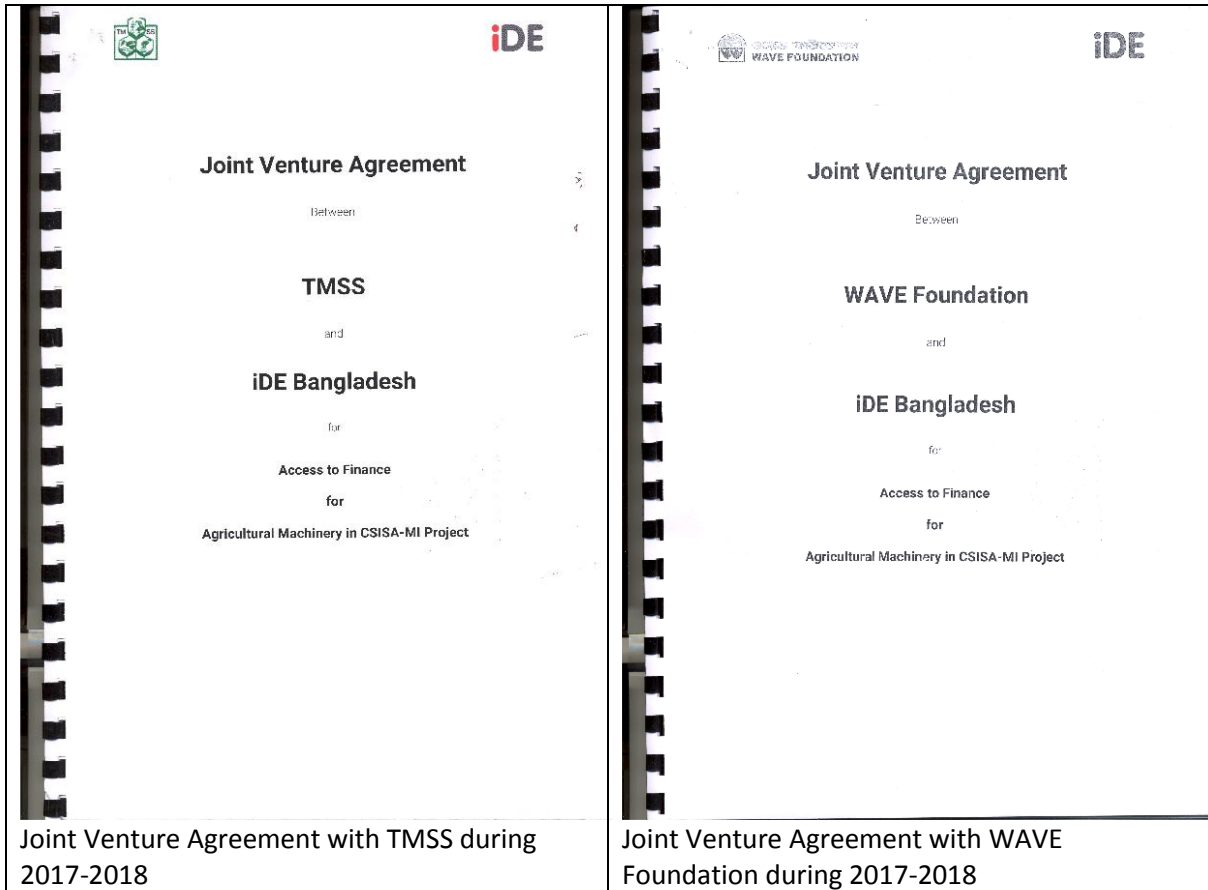 TM SS
iDE
Joint Venture Agreement
Between
TMSS
and
iDE Bangladesh
for
Access to Finance
for
Agricultural Machinery in CSISA-MI Project
Joint Venture Agreement with TMSS during
2017-2018
WAVE FOUNDATION
iDE
Joint Venture Agreement
Between
WAVE Foundation
and
iDE Bangladesh
for
Access to Finance
for
Agricultural Machinery in CSISA-MI Project
Joint Venture Agreement with WAVE
Foundation during 2017-2018